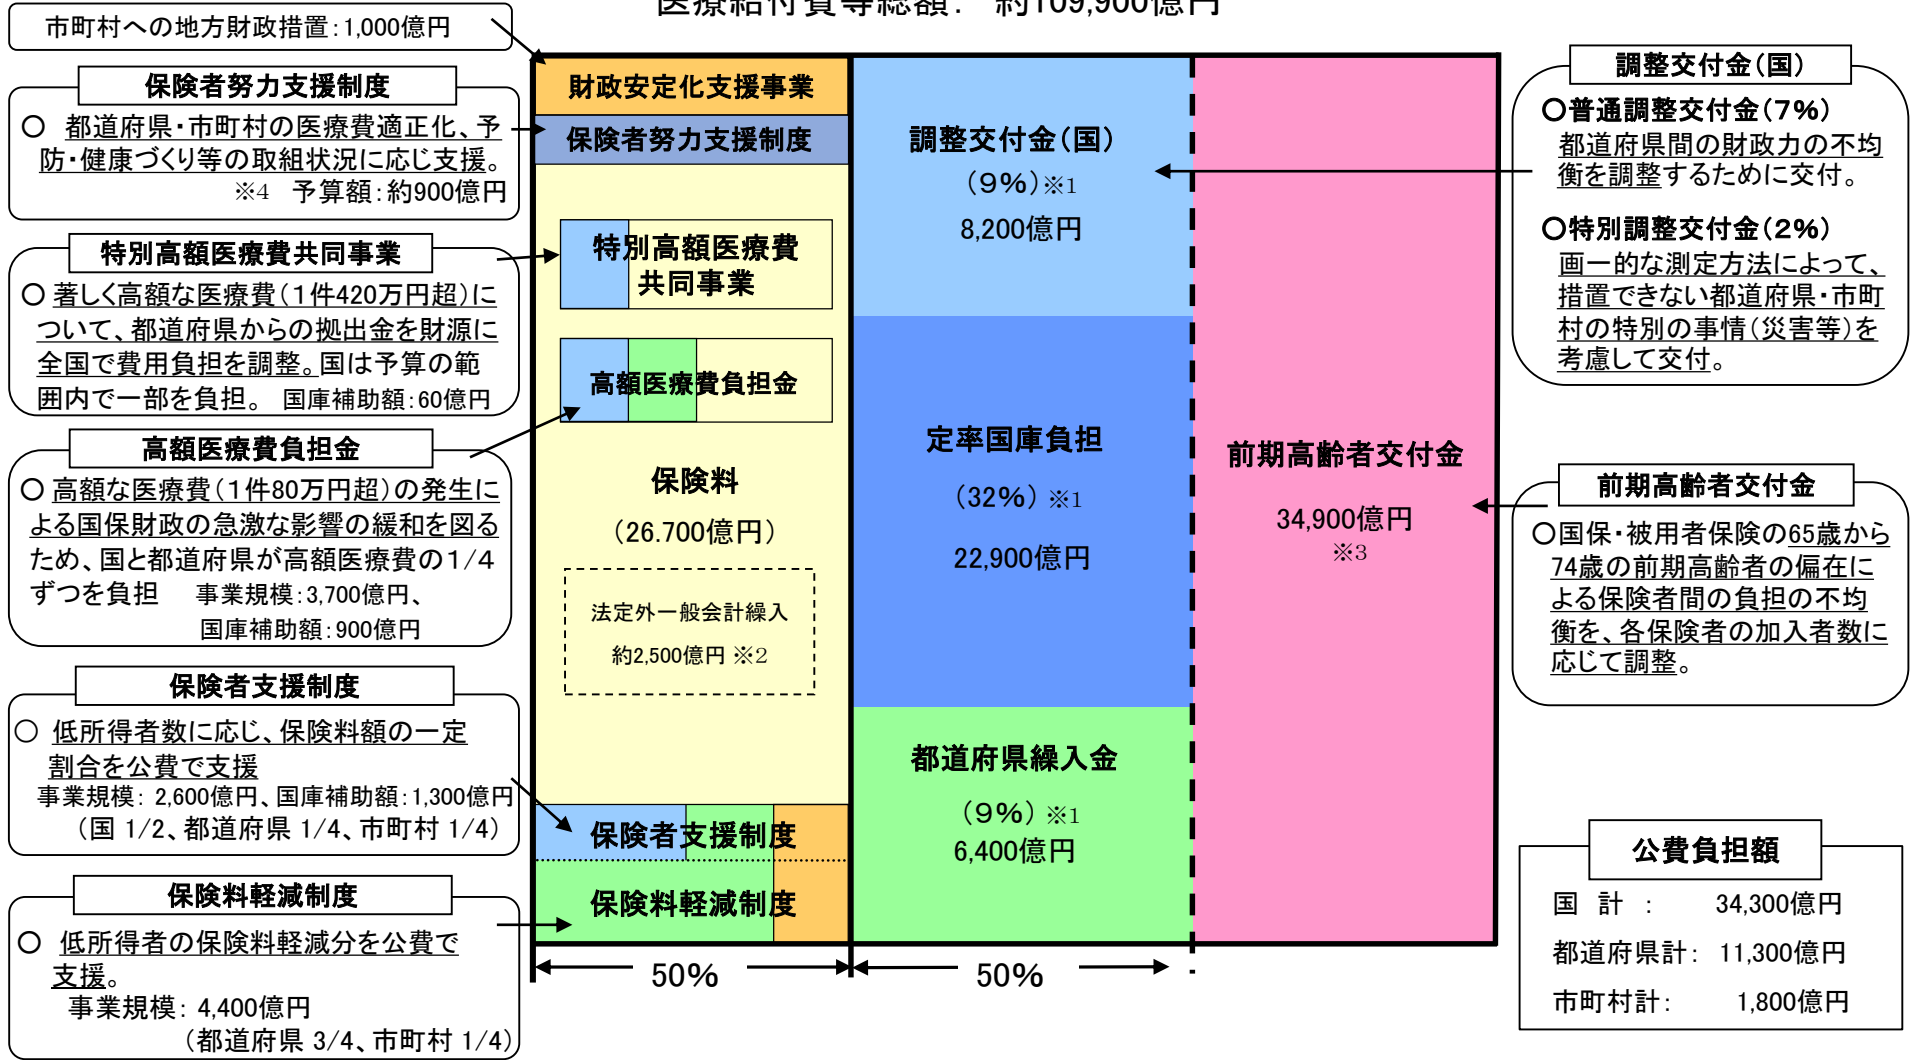 医療給付費等総額： 約109,900億円
市町村への地方財政措置：1,000億円
保険者努力支援制度
○ 都道府県・市町村の医療費適正化、予
防・健康づくり等の取組状況に応じ支援。
※4 予算額：約900億円
特別高額医療費共同事業
○ 著しく高額な医療費（1件420万円超）に
ついて、都道府県からの拠出金を財源に
全国で費用負担を調整。国は予算の範
囲内で一部を負担。 国庫補助額：60億円
高額医療費負担金
○ 高額な医療費（1件80万円超）の発生に
よる国保財政の急激な影響の緩和を図る
ため、国と都道府県が高額医療費の1/4
ずつを負担 事業規模：3,700億円、
国庫補助額：900億円
保険者支援制度
○ 低所得者数に応じ、保険料額の一定
割合を公費で支援
事業規模： 2,600億円、国庫補助額：1,300億円
（国 1/2、都道府県 1/4、市町村 1/4）
保険料軽減制度
○ 低所得者の保険料軽減分を公費で
支援。
事業規模： 4,400億円
（都道府県 3/4、市町村 1/4）
財政安定化支援事業
保険者努力支援制度
特別高額医療費
共同事業
高額医療費負担金
保険料
（26.700億円）
法定外一般会計繰入
約2,500億円 ※2
保険者支援制度
保険料軽減制度
50％
調整交付金（国）
（9％）※1
8,200億円
定率国庫負担
（32％） ※1
22,900億円
都道府県繰入金
（9％） ※1
6,400億円
50％
前期高齢者交付金
34,900億円
※3
調整交付金（国）
○普通調整交付金（7％）
都道府県間の財政力の不均
衡を調整するために交付。
○特別調整交付金（2％）
画一的な測定方法によって、
措置できない都道府県・市町
村の特別の事情（災害等）を
考慮して交付。
前期高齢者交付金
○国保・被用者保険の65歳から
74歳の前期高齢者の偏在に
よる保険者間の負担の不均
衡を、各保険者の加入者数に
応じて調整。
公費負担額
国 計 ： 34,300億円
都道府県計： 11,300億円
市町村計： 1,800億円